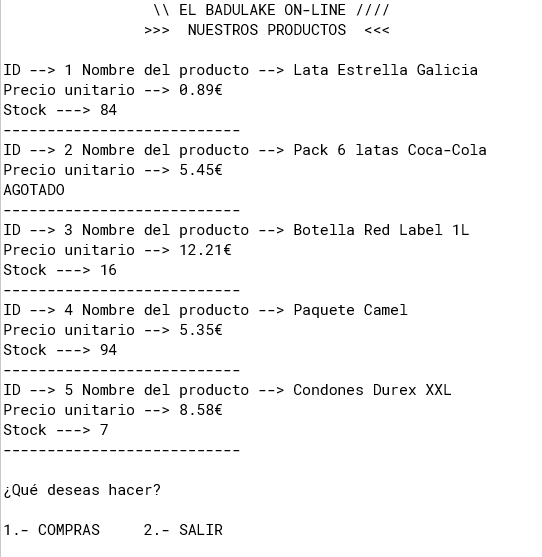 \\ EL BADULAKE ON-LINE ////
>>>  NUESTROS PRODUCTOS  <<<
ID --> 1 Nombre del producto --> Lata Estrella Galicia
Precio unitario --> 0.89€
Stock ---> 84
---------------------------
ID --> 2 Nombre del producto --> Pack 6 latas Coca-Cola
Precio unitario --> 5.45€
AGOTADO
---------------------------
ID --> 3 Nombre del producto --> Botella Red Label 1L
Precio unitario --> 12.21€
Stock ---> 16
---------------------------
ID --> 4 Nombre del producto --> Paquete Camel
Precio unitario --> 5.35€
Stock ---> 94
---------------------------
ID --> 5 Nombre del producto --> Condones Durex XXL
Precio unitario --> 8.58€
Stock ---> 7
---------------------------
¿Qué deseas hacer?
1.- COMPRAS     2.- SALIR